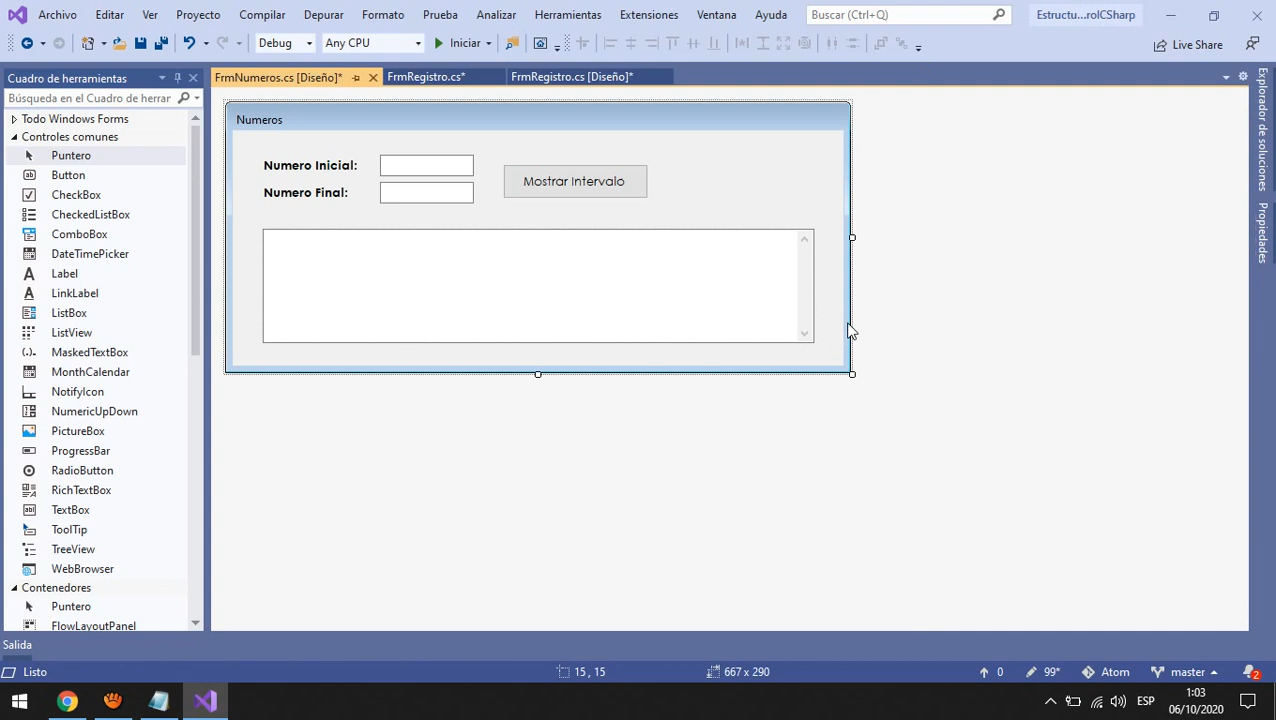 Archivo Editar Ver Proyecto Compilar Depurar Formato Prueba Analizar Herramientas Extensiones Ventana Ayuda Buscar (Ctrl+Q) Estructu...rolCSharp
Debug Any CPU Iniciar Live Share
Cuadro de herramientas
FrmNumeros.cs [Diseño]* FrmRegistro.cs* FrmRegistro.cs [Diseño]*
Búsqueda en el Cuadro de herrar
Todo Windows Forms
Controles comunes
Puntero
Button
CheckBox
CheckedListBox
ComboBox
DateTimePicker
Label
LinkLabel
ListBox
ListView
MaskedTextBox
MonthCalendar
NotifyIcon
NumericUpDown
PictureBox
ProgressBar
RadioButton
RichTextBox
TextBox
ToolTip
TreeView
WebBrowser
Contenedores
Puntero
FlowLayoutPanel
Numeros
Numero Inicial:
Numero Final:
Mostrar Intervalo
Explorador de soluciones
Propiedades
Salida
Listo 15 , 15 667 x 290 0 99* Atom master 2
ESP
1:03
06/10/2020